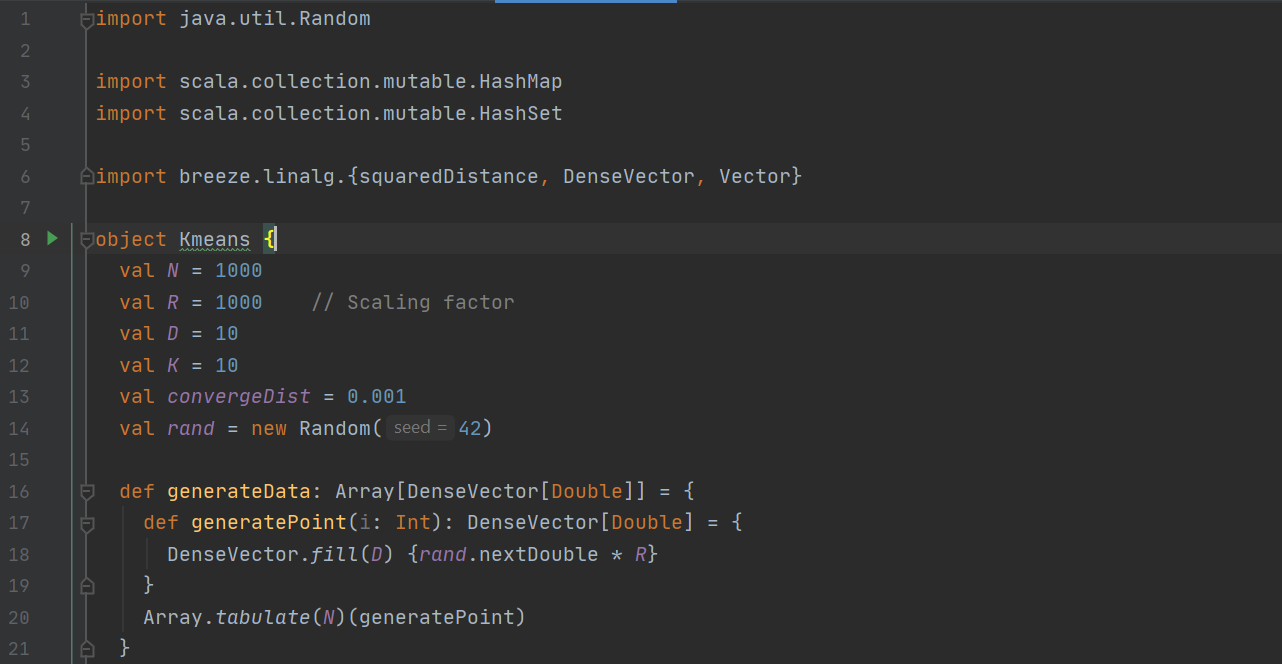 1 import java.util.Random
2
3 import scala.collection.mutable.HashMap
4 import scala.collection.mutable.HashSet
5
6 import breeze.linalg.{squaredDistance, DenseVector, Vector}
7
8 object Kmeans {
9   val N = 1000
10   val R = 1000    // Scaling factor
11   val D = 10
12   val K = 10
13   val convergeDist = 0.001
14   val rand = new Random( seed = 42)
15
16   def generateData: Array[DenseVector[Double]] = {
17     def generatePoint(i: Int): DenseVector[Double] = {
18       DenseVector.fill(D) {rand.nextDouble * R}
19     }
20     Array.tabulate(N)(generatePoint)
21   }